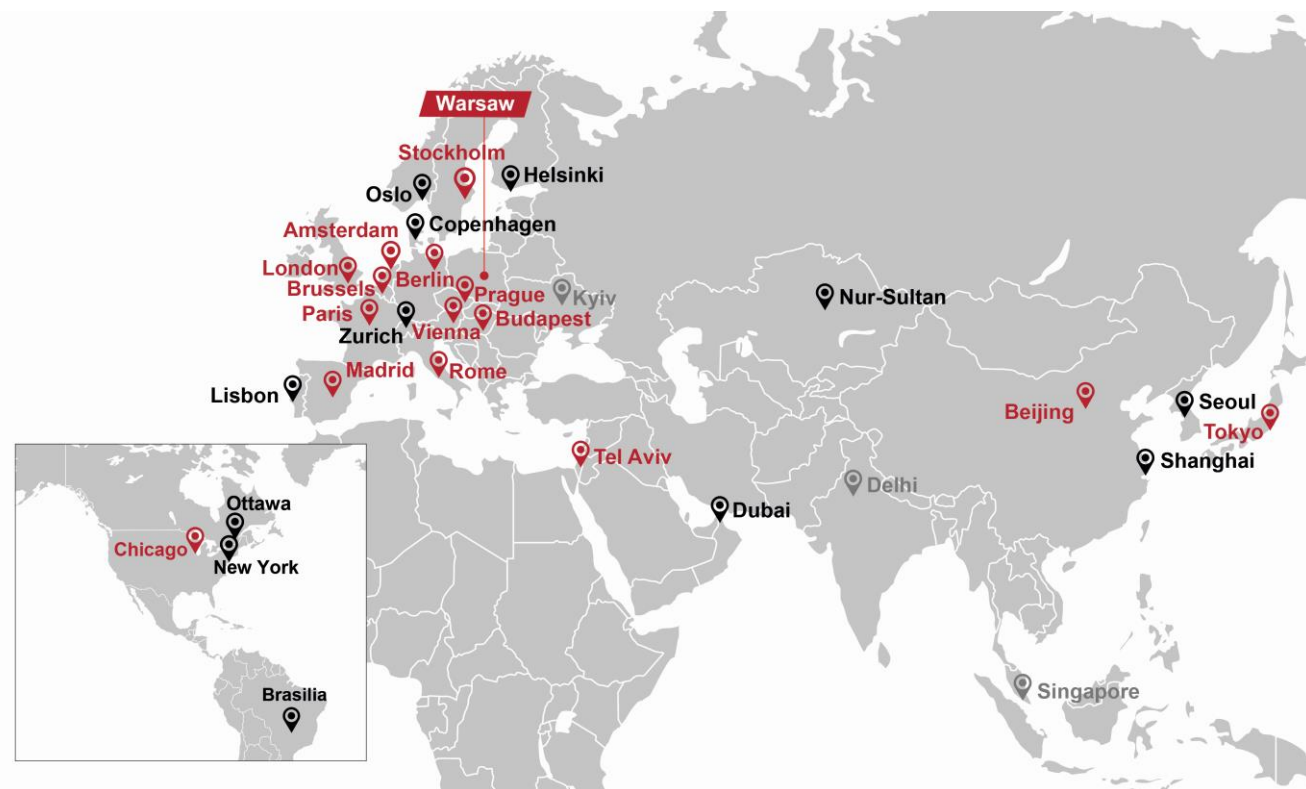 Warsaw
Stockholm
Helsinki
Oslo
Copenhagen
Amsterdam
London
Berlin
Brussels
Prague
Kyiv
Nur-Sultan
Paris
Budapest
Zurich
Vienna
Madrid
Rome
Lisbon
Beijing
Seoul
Tokyo
Tel Aviv
Shanghai
Delhi
Dubai
Ottawa
Chicago
New York
Brasilia
Singapore